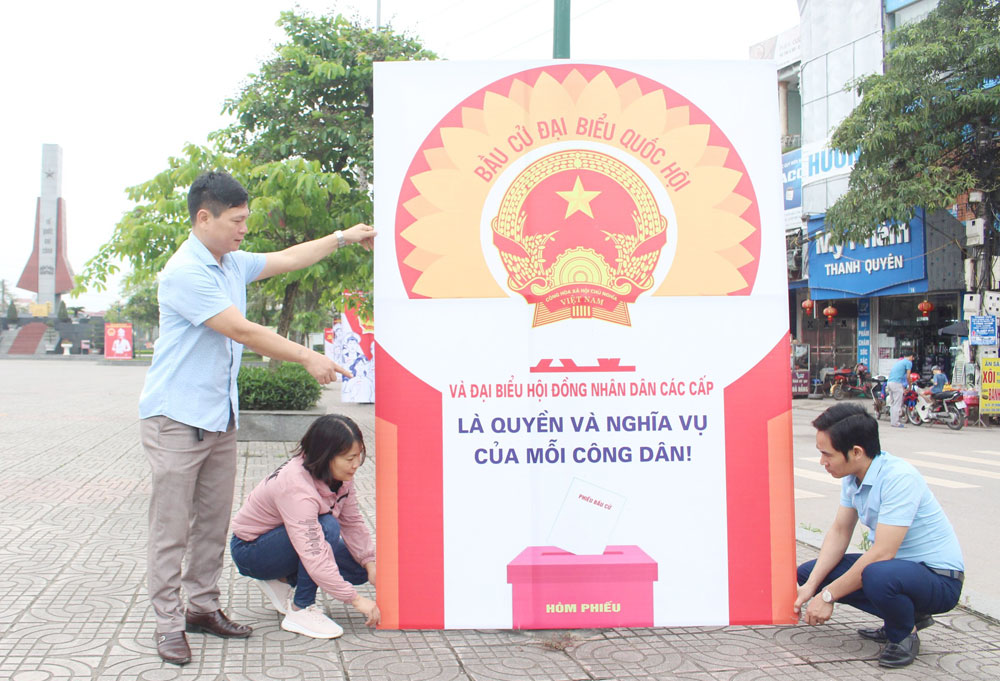 BẦU CỬ ĐẠI BIỂU QUỐC HỘI
CỘNG HÒA XÃ HỘI CHỦ NGHĨA
VIỆT NAM
VÀ ĐẠI BIỂU HỘI ĐỒNG NHÂN DÂN CÁC CẤP
LÀ QUYỀN VÀ NGHĨA VỤ
CỦA MỖI CÔNG DÂN!
PHIẾU BẦU CỬ
HÒM PHIẾU
Mỹ Phẩm
THANH QUYÊN
XÔI